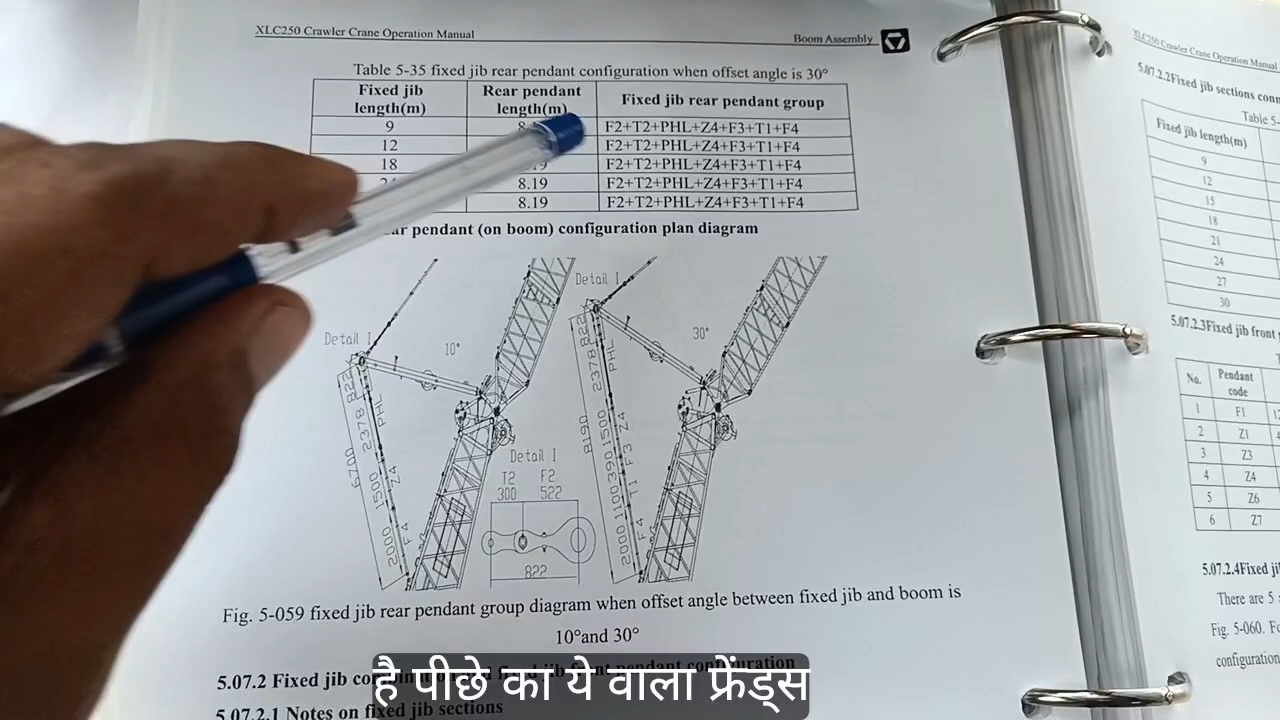 XLC250 Crawler Crane Operation Manual
Boom Assembly
Table 5-35 fixed jib rear pendant configuration when offset angle is 30°
Fixed jib length(m) Rear pendant length(m) Fixed jib rear pendant group
9 F2+T2+PHL+Z4+F3+T1+F4
12 F2+T2+PHL+Z4+F3+T1+F4
18 F2+T2+PHL+Z4+F3+T1+F4
8.19 F2+T2+PHL+Z4+F3+T1+F4
8.19 F2+T2+PHL+Z4+F3+T1+F4
pendant (on boom) configuration plan diagram
Detail 1
10°
822
2378 PHL
6700
1500 Z4
2000 F4
Detail 1
30°
822
2378 PHL
8190
1500 Z4
390 F3
1100 T1
2000 F4
Detail 1
T2 F2
300 522
822
Fig. 5-059 fixed jib rear pendant group diagram when offset angle between fixed jib and boom is
10°and 30°
5.07.2 Fixed jib front pendant configuration
5.07.2.1 Notes on fixed jib sections
है पीछे का ये वाला फ्रेंड्स
XLC250 Crawler Crane Operation Manual
5.07.2.2Fixed jib sections
Table
Fixed jib length(m)
9
12
15
18
21
24
27
30
5.07.2.3Fixed jib front
No. Pendant code
1 F1
2 Z1
3 Z3
4 Z4
5 Z6
6 Z7
5.07.2.4Fixed
There are 5
Fig. 5-060.
configuration